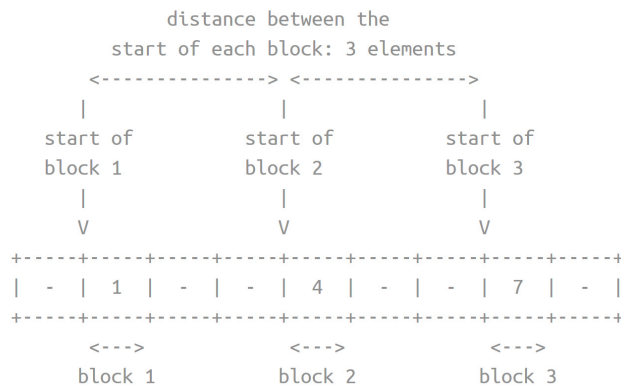 distance between the
start of each block: 3 elements
<---------------> <--------------->
| | |
start of start of start of
block 1 block 2 block 3
| | |
V V V
+-----+-----+-----+-----+-----+-----+-----+-----+-----+
| - | 1 | - | - | 4 | - | - | 7 | - |
+-----+-----+-----+-----+-----+-----+-----+-----+-----+
<---> <---> <--->
block 1 block 2 block 3